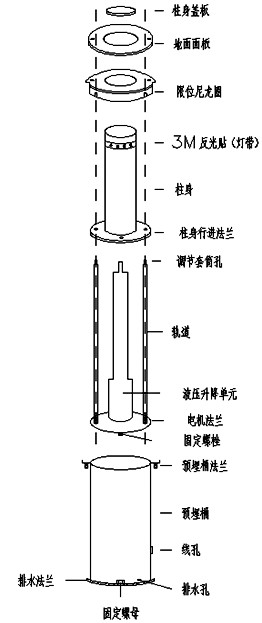 柱身盖板
地面面板
限位尼龙圈
3M 反光贴（灯带）
柱身
柱身行进法兰
调节套筒孔
轨道
液压升降单元
电机法兰
固定螺栓
预埋桶法兰
预埋桶
线孔
排水法兰
排水孔
固定螺母